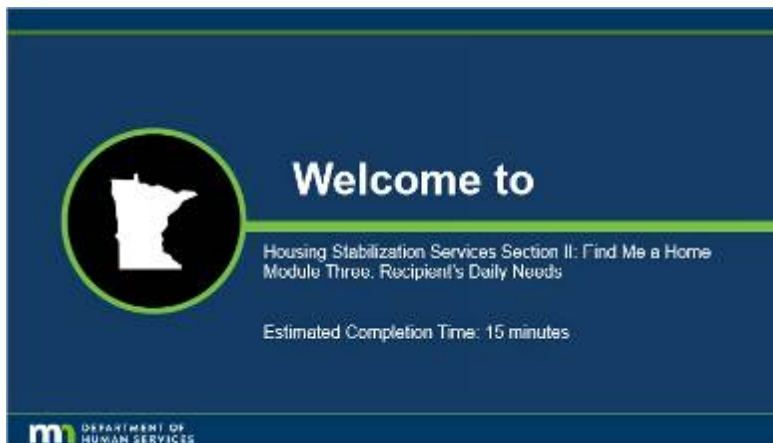 Welcome to
Housing Stabilization Services Section II: Find Me a Home
Module Three: Recipient's Daily Needs
Estimated Completion Time: 15 minutes
mn DEPARTMENT OF
HUMAN SERVICES